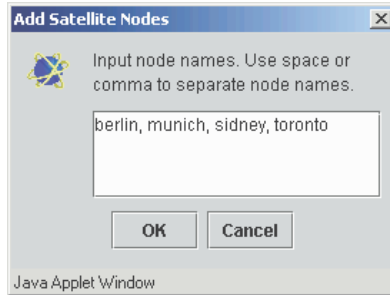 Add Satellite Nodes
Input node names. Use space or
comma to separate node names.
berlin, munich, sidney, toronto
OK Cancel
Java Applet Window